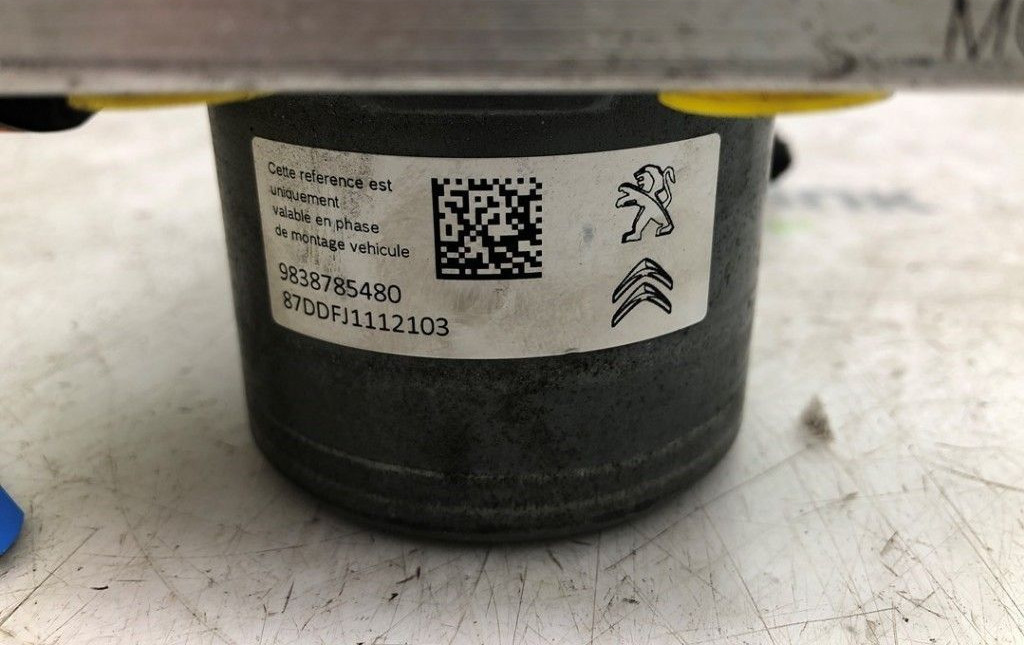 Cette reference est
uniquement
valable en phase
de montage vehicule
9838785480
87DDFJ1112103